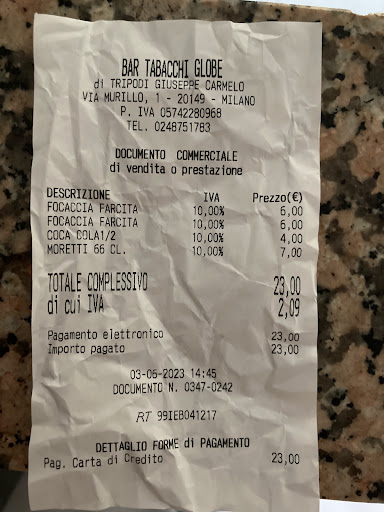 BAR TABACCHI GLOBE
di TRIPODI GIUSEPPE CARMELO
VIA MURILLO, 1 - 20149 - MILANO
P. IVA 05742280968
TEL. 0248751783
DOCUMENTO COMMERCIALE
di vendita o prestazione
DESCRIZIONE IVA Prezzo(€)
FOCACCIA FARCITA 10,00% 6,00
FOCACCIA FARCITA 10,00% 6,00
COCA COLA1/2 10,00% 4,00
MORETTI 66 CL. 10,00% 7,00
TOTALE COMPLESSIVO 23,00
di cui IVA 2,09
Pagamento elettronico 23,00
Importo pagato 23,00
03-06-2023 14:45
DOCUMENTO N. 0347-0242
RT 99IEB041217
DETTAGLIO FORME di PAGAMENTO
Pag. Carta di Credito 23,00